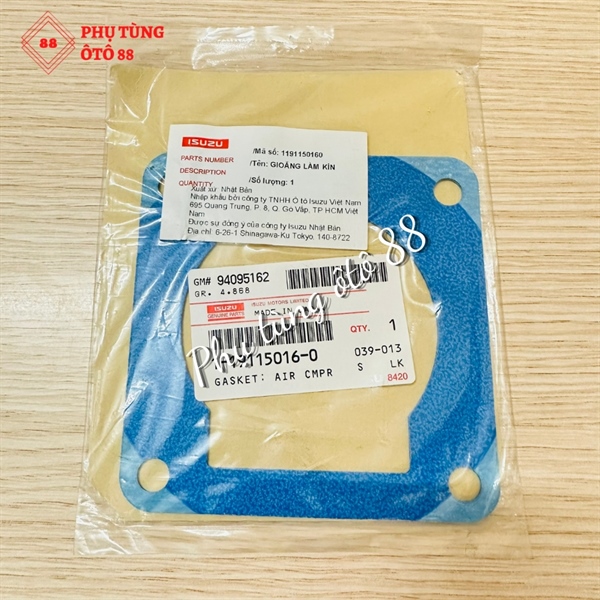 88
PHỤ TÙNG
ÔTÔ 88
ISUZU
PARTS NUMBER
DESCRIPTION
QUANTITY
/Mã số: 1191150160
/Tên: GIOĂNG LÀM KÍN
/Số lượng: 1
Xuất xứ: Nhật Bản
Nhập khẩu bởi công ty TNHH Ô tô Isuzu Việt Nam
695 Quang Trung, P. 8, Q. Gò Vấp, TP HCM Việt
Nam
Được sự đồng ý của công ty Isuzu Nhật Bản
Địa chỉ: 6-26-1 Shinagawa-Ku Tokyo. 140-8722
GM# 94095162
GR. 4.868
ISUZU
GENUINE PARTS
ISUZU MOTORS LIMITED
MADE IN
QTY. 1
19115016-0
039-013
GASKET: AIR CMPR
S LK
8420
Phụ tùng ôtô 88